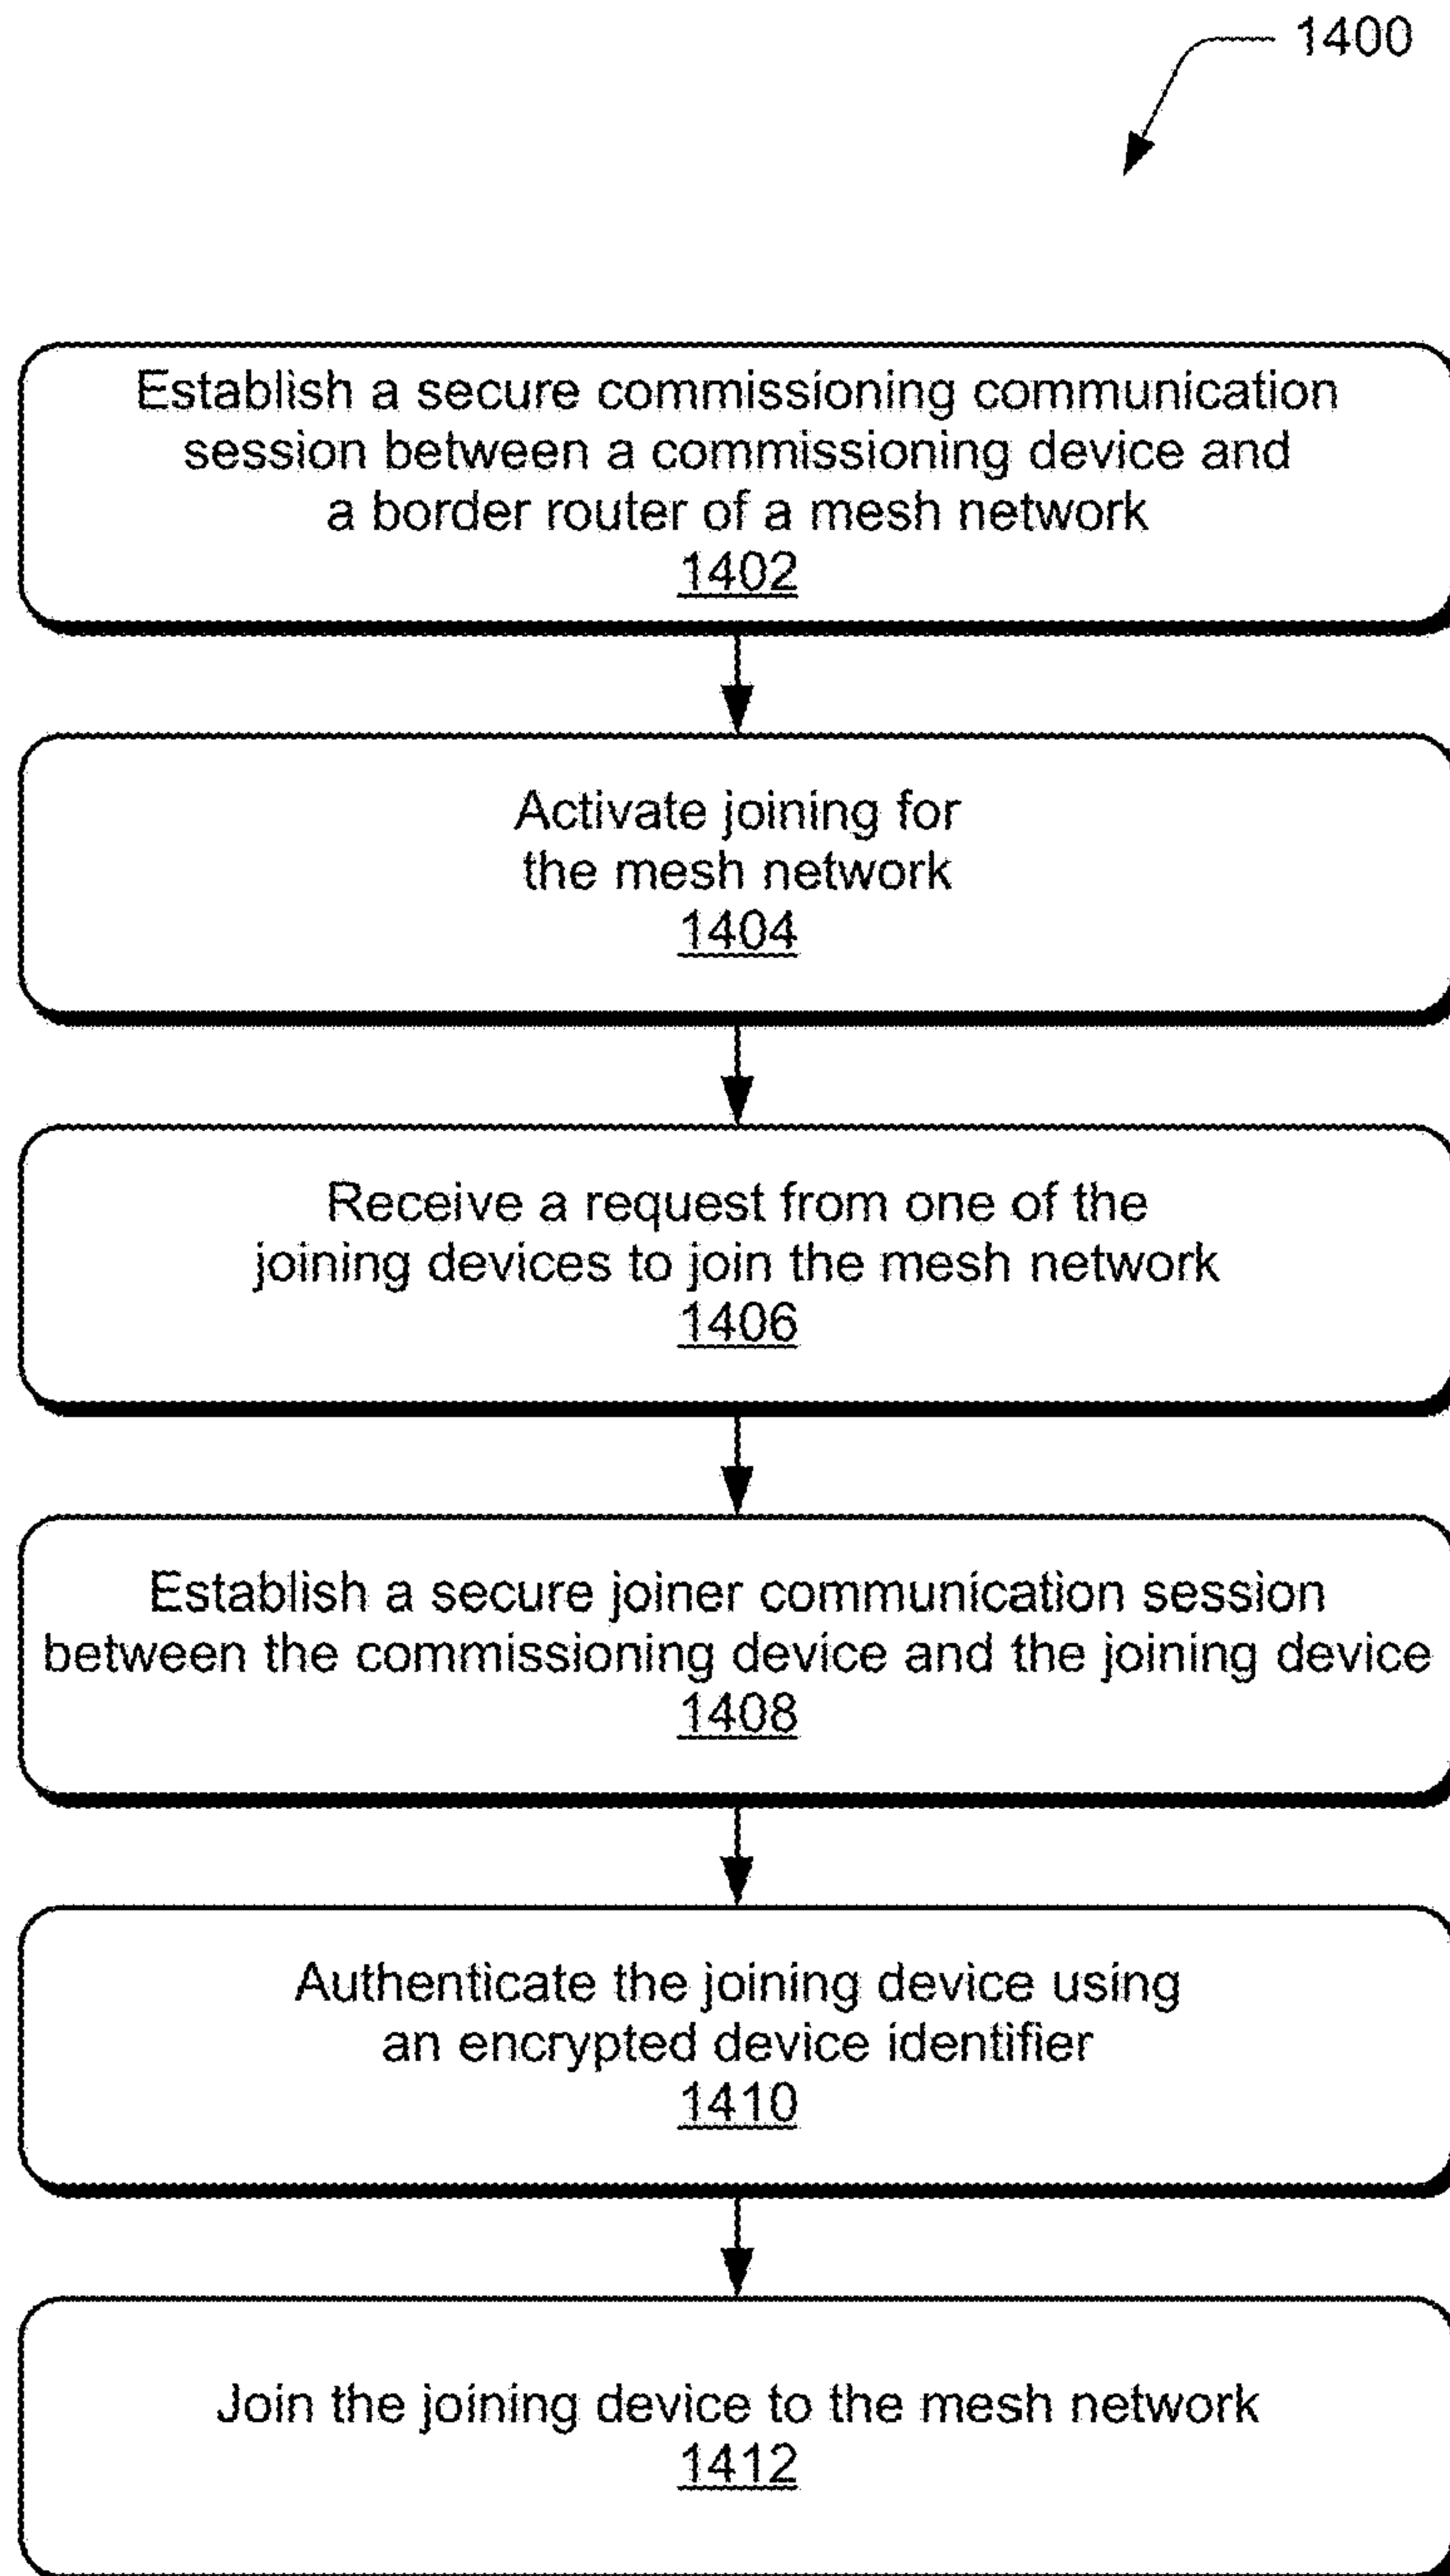 1400
Establish a secure commissioning communication
session between a commissioning device and
a border router of a mesh network
1402
Activate joining for
the mesh network
1404
Receive a request from one of the
joining devices to join the mesh network
1406
Establish a secure joiner communication session
between the commissioning device and the joining device
1408
Authenticate the joining device using
an encrypted device identifier
1410
Join the joining device to the mesh network
1412